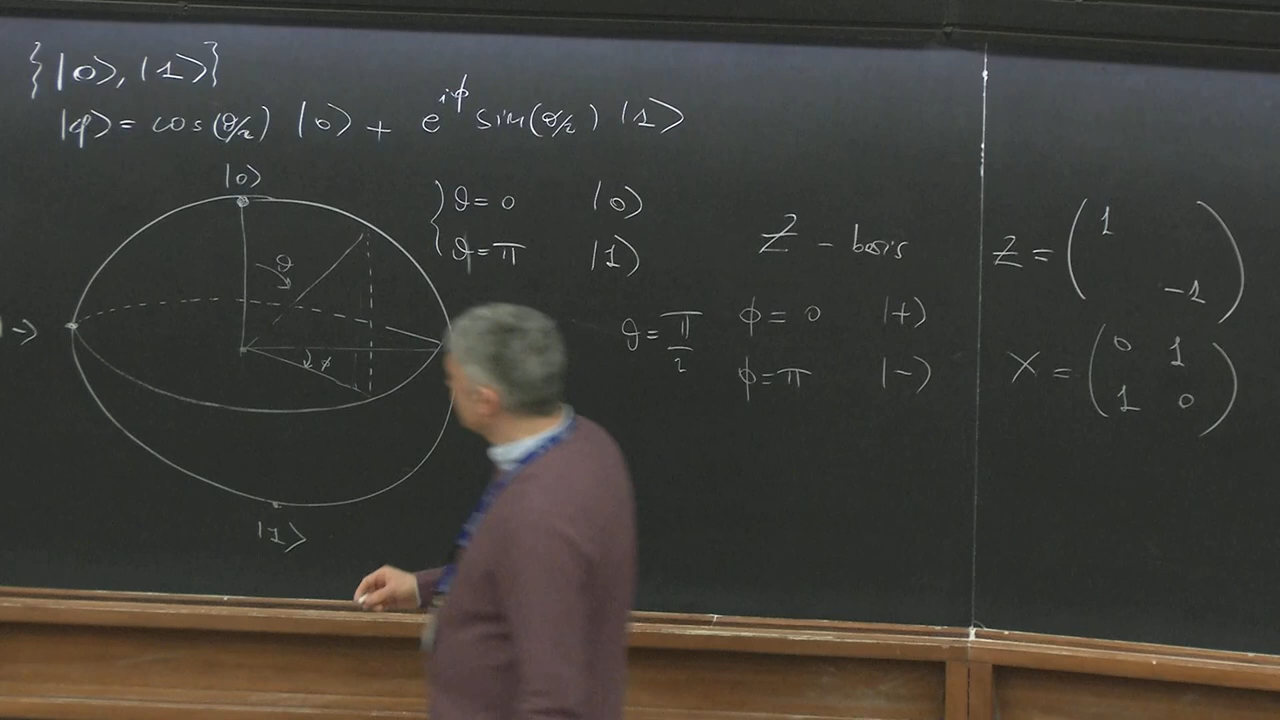 {|0⟩, |1⟩}
|φ⟩ = cos(ϑ/2) |0⟩ + e^{iϕ} sin(ϑ/2) |1⟩
|0⟩
ϑ = 0 |0⟩
ϑ = π |1⟩
Z - basis
Z = ( 1
-1 )
ϑ
ϕ
-⟩
ϑ = π/2 ϕ = 0 |+⟩
ϕ = π |-⟩
X = ( 0 1
1 0 )
|1⟩